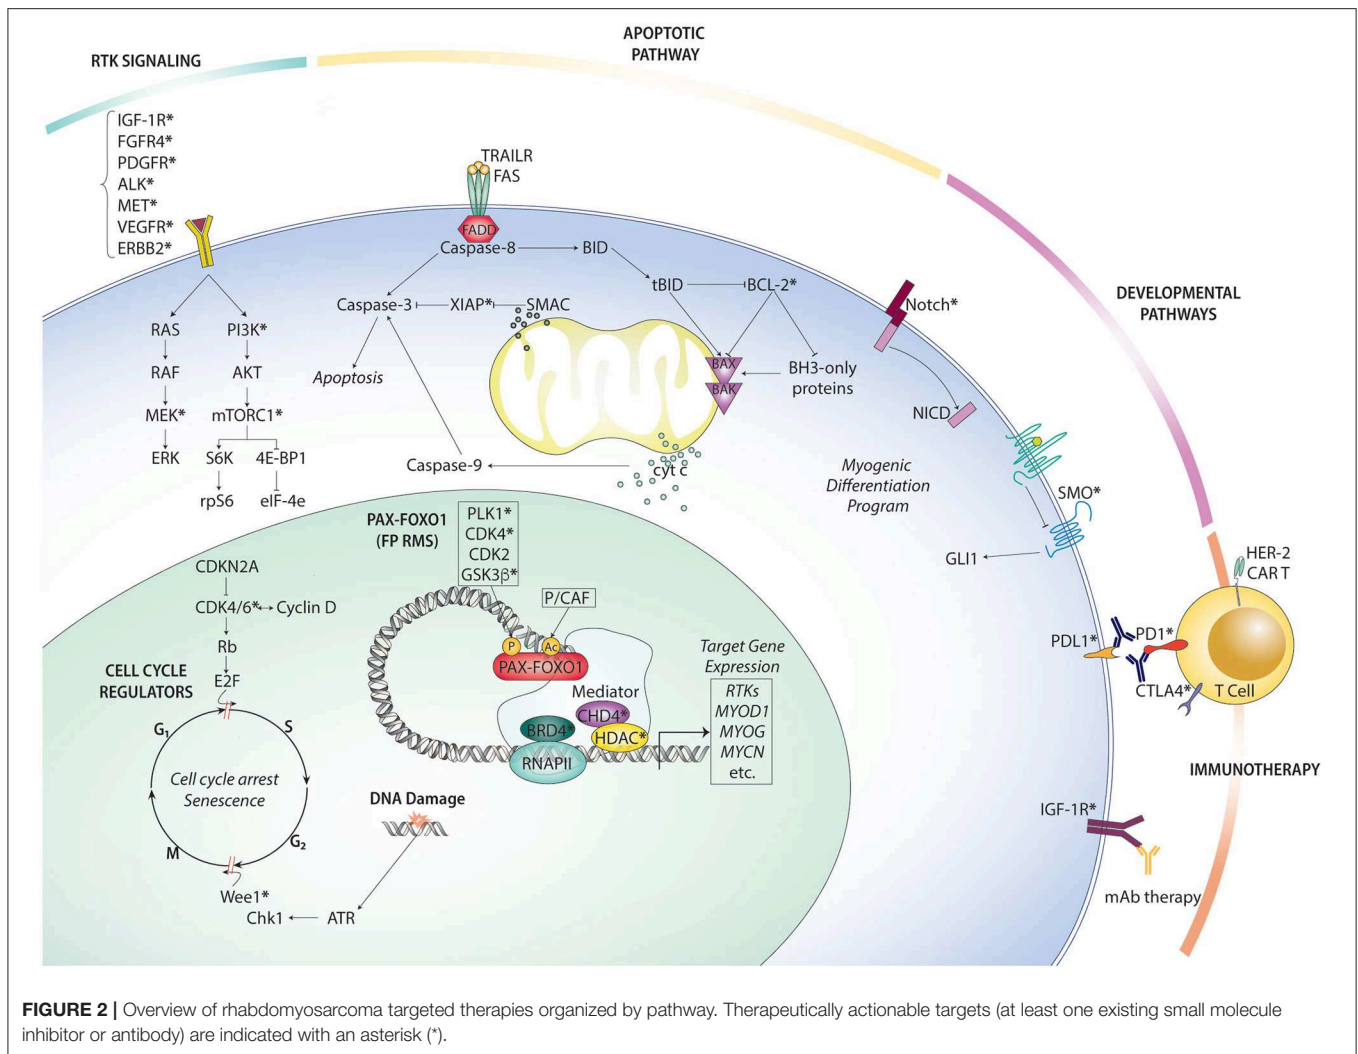 RTK SIGNALING
APOPTOTIC
PATHWAY
DEVELOPMENTAL
PATHWAYS
IMMUNOTHERAPY
IGF-1R*
FGFR4*
PDGFR*
ALK*
MET*
VEGFR*
ERBB2*
RAS
RAF
MEK*
ERK
PI3K*
AKT
mTORC1*
S6K
4E-BP1
rpS6
eIF-4e
TRAILR
FAS
FADD
Caspase-8
BID
tBID
BCL-2*
Caspase-3
XIAP*
SMAC
Apoptosis
BAX
BAK
BH3-only
proteins
Caspase-9
cyt c
Notch*
NICD
Myogenic
Differentiation
Program
SMO*
GLI1
HER-2
CAR T
PDL1*
PD1*
CTLA4*
T Cell
IGF-1R*
mAb therapy
PAX-FOXO1
(FP RMS)
PLK1*
CDK4*
CDK2
GSK3β*
P/CAF
P
Ac
PAX-FOXO1
Mediator
CHD4*
BRD4*
HDAC*
RNAPII
Target Gene
Expression
RTKs
MYOD1
MYOG
MYCN
etc.
CDKN2A
CDK4/6*
Cyclin D
Rb
E2F
CELL CYCLE
REGULATORS
G₁
S
Cell cycle arrest
Senescence
M
G₂
Wee1*
Chk1
ATR
DNA Damage
FIGURE 2 | Overview of rhabdomyosarcoma targeted therapies organized by pathway. Therapeutically actionable targets (at least one existing small molecule
inhibitor or antibody) are indicated with an asterisk (*).